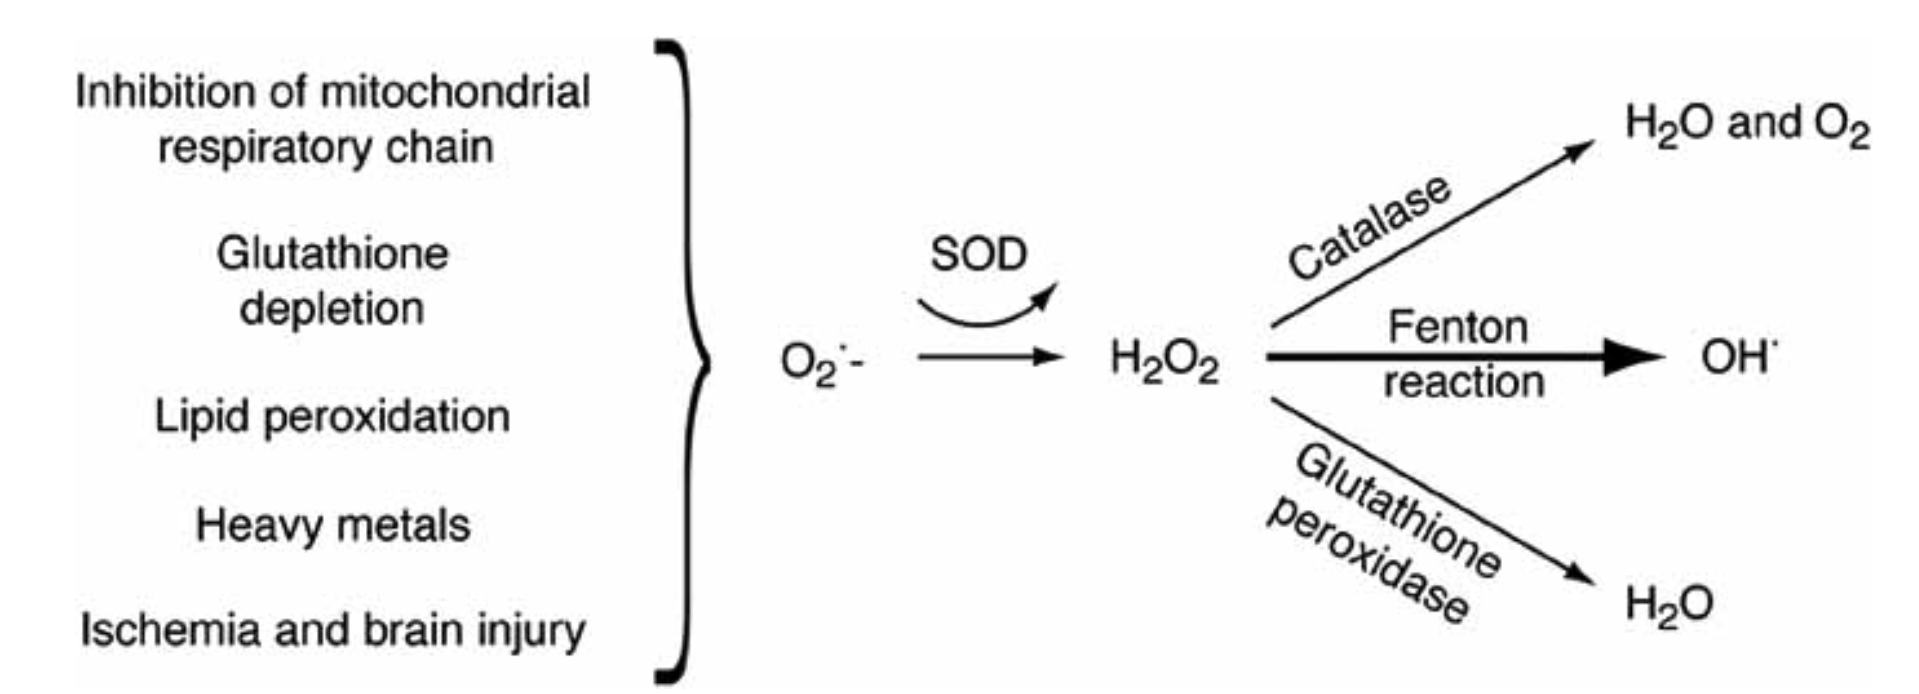 Inhibition of mitochondrial
respiratory chain
Glutathione
depletion
Lipid peroxidation
Heavy metals
Ischemia and brain injury
O₂˙-
SOD
H₂O₂
Catalase
H₂O and O₂
Fenton
reaction
OH˙
Glutathione
peroxidase
H₂O